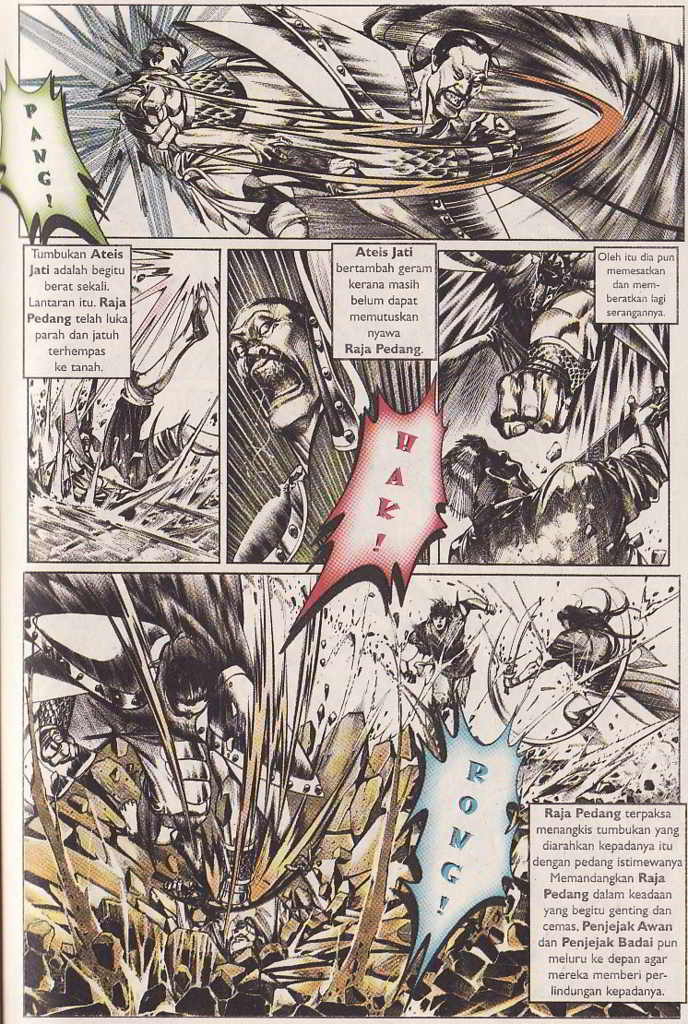 PANG!
Tumbukan Ateis
Jati adalah begitu
berat sekali.
Lantaran itu. Raja
Pedang telah luka
parah dan jatuh
terhempas
ke tanah.
Ateis Jati
bertambah geram
kerana masih
belum dapat
memutuskan
nyawa
Raja Pedang.
Oleh itu dia pun
memesatkan
dan mem-
beratkan lagi
serangannya.
HAK!
RONG!
Raja Pedang terpaksa
menangkis tumbukan yang
diarahkan kepadanya itu
dengan pedang istimewanya
Memandangkan Raja
Pedang dalam keadaan
yang begitu genting dan
cemas, Penjejak Awan
dan Penjejak Badai pun
meluru ke depan agar
mereka memberi per-
lindungan kepadanya.